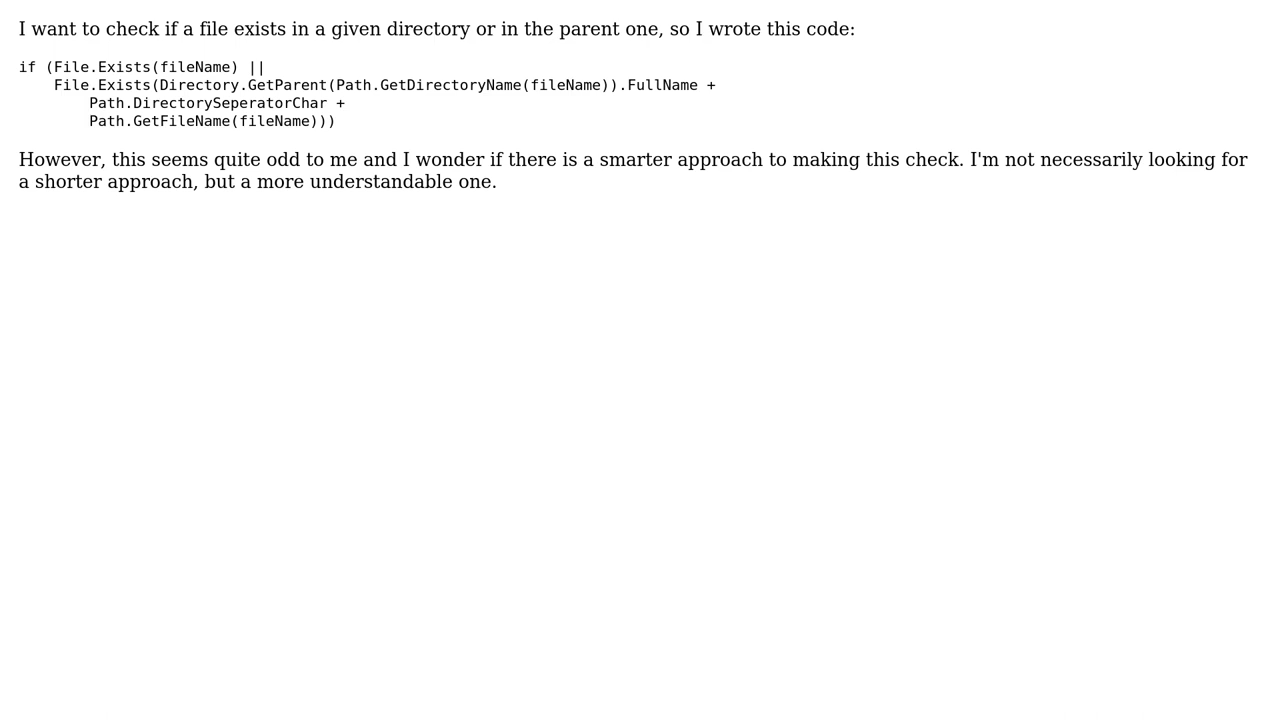 I want to check if a file exists in a given directory or in the parent one, so I wrote this code:
if (File.Exists(fileName) ||
    File.Exists(Directory.GetParent(Path.GetDirectoryName(fileName)).FullName +
        Path.DirectorySeperatorChar +
        Path.GetFileName(fileName)))
However, this seems quite odd to me and I wonder if there is a smarter approach to making this check. I'm not necessarily looking for
a shorter approach, but a more understandable one.